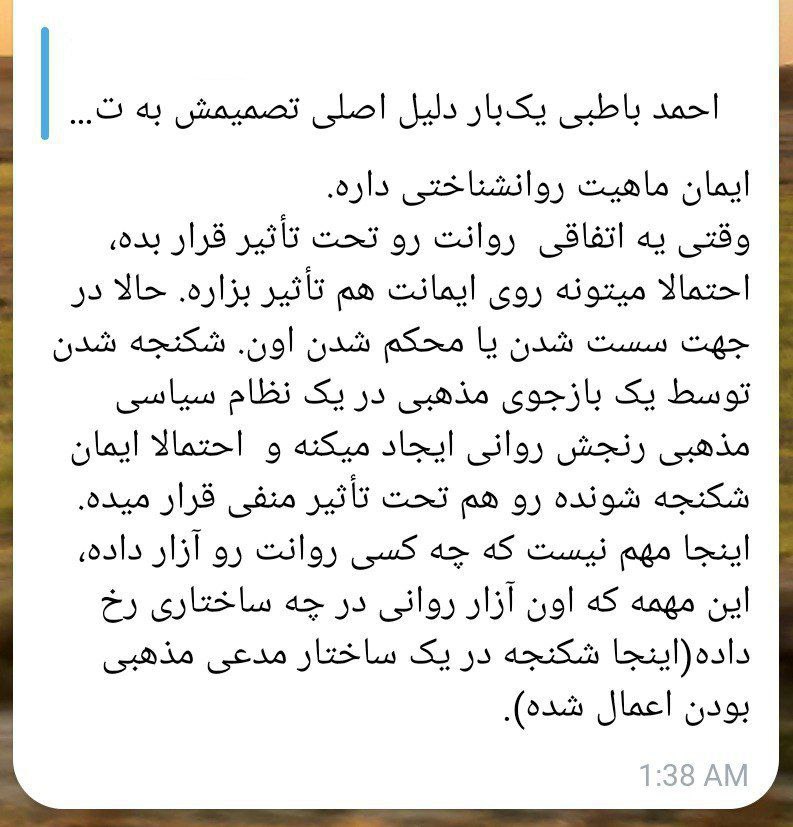 احمد باطبی یک‌بار دلیل اصلی تصمیمش به ت...
ایمان ماهیت روانشناختی داره.
وقتی یه اتفاقی  روانت رو تحت تأثیر قرار بده،
احتمالا میتونه روی ایمانت هم تأثیر بزاره. حالا در
جهت سست شدن یا محکم شدن اون. شکنجه شدن
توسط یک بازجوی مذهبی در یک نظام سیاسی
مذهبی رنجش روانی ایجاد میکنه و  احتمالا ایمان
شکنجه شونده رو هم تحت تأثیر منفی قرار میده.
اینجا مهم نیست که چه کسی روانت رو آزار داده،
این مهمه که اون آزار روانی در چه ساختاری رخ
داده(اینجا شکنجه در یک ساختار مدعی مذهبی
بودن اعمال شده).
1:38 AM